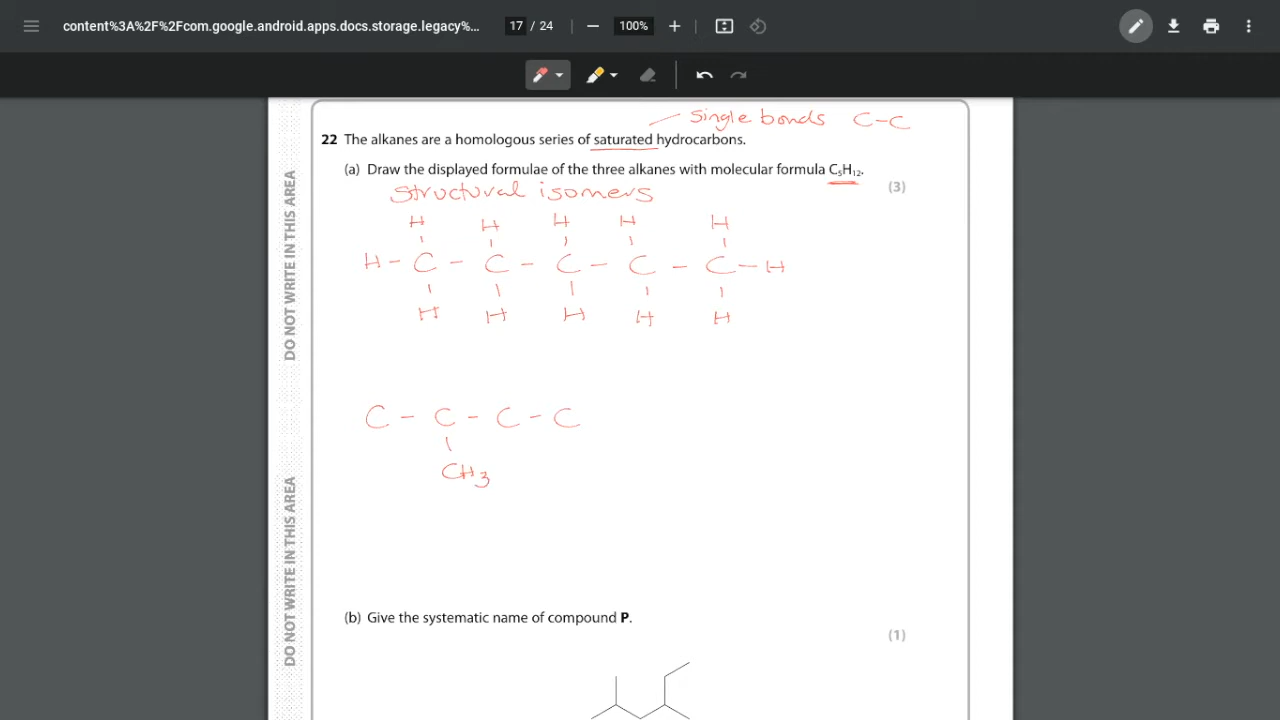 content%3A%2F%2Fcom.google.android.apps.docs.storage.legacy%... 17 / 24 100%
Single bonds C-C
22 The alkanes are a homologous series of saturated hydrocarbons.
(a) Draw the displayed formulae of the three alkanes with molecular formula C₅H₁₂.
(3)
Structural isomers
H H H H H
H - C - C - C - C - C - H
H H H H H
C - C - C - C
CH3
(b) Give the systematic name of compound P.
(1)
DO NOT WRITE IN THIS AREA
DO NOT WRITE IN THIS AREA